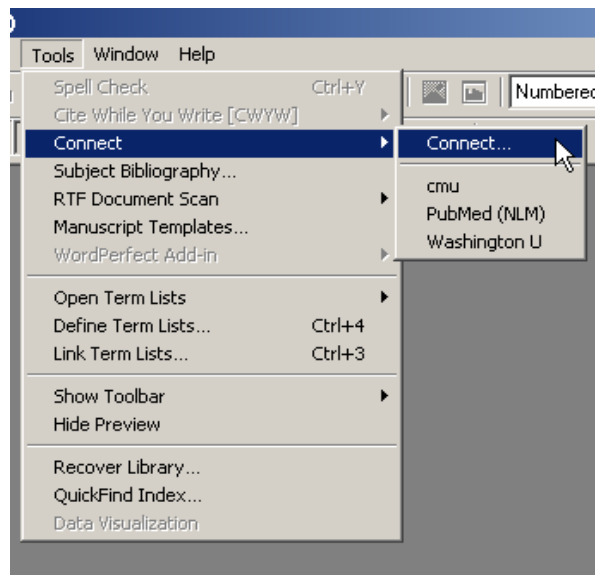 Tools Window Help
Spell Check Ctrl+Y
Numbered
Cite While You Write [CWYW]
Connect
Connect...
Subject Bibliography...
cmu
RTF Document Scan
PubMed (NLM)
Manuscript Templates...
Washington U
WordPerfect Add-in
Open Term Lists
Define Term Lists... Ctrl+4
Link Term Lists... Ctrl+3
Show Toolbar
Hide Preview
Recover Library...
QuickFind Index...
Data Visualization